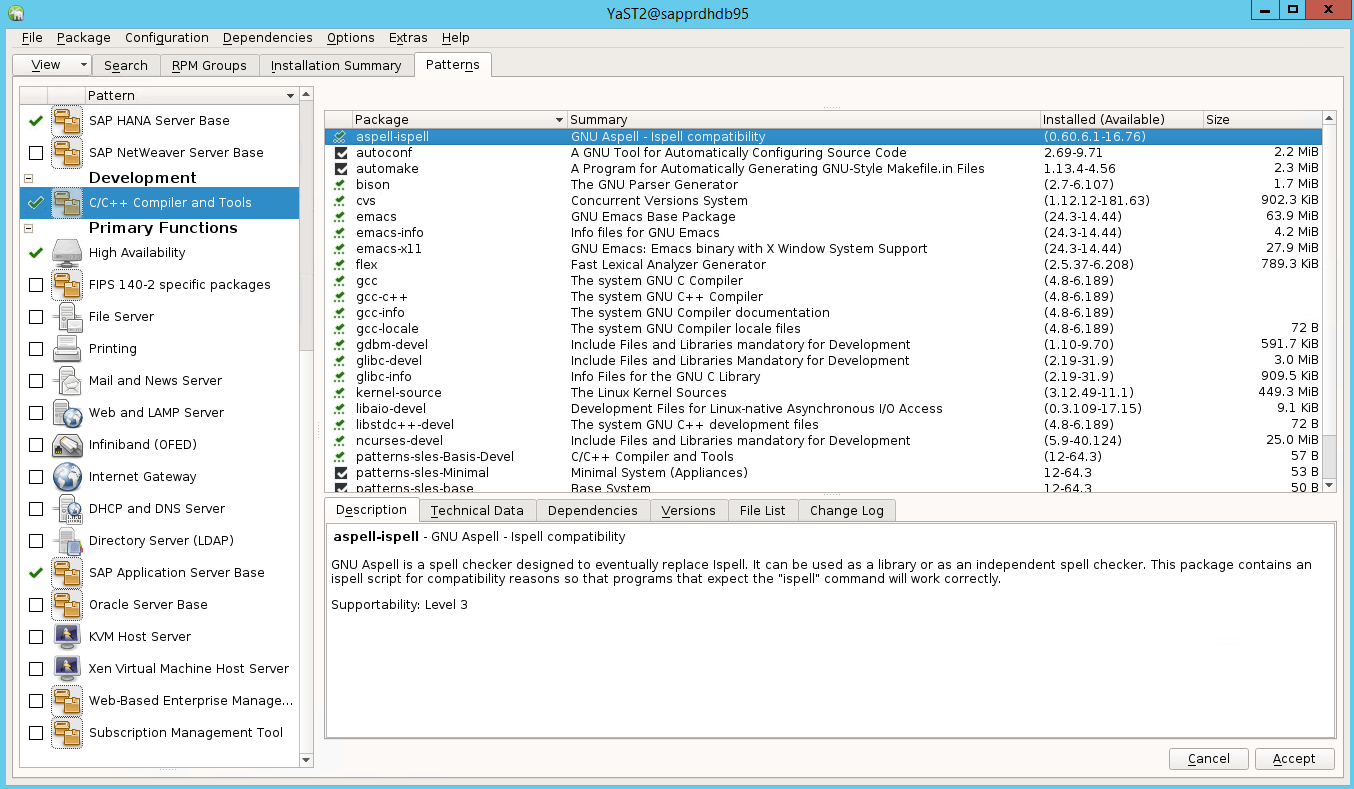 YaST2@sapprdhdb95
File Package Configuration Dependencies Options Extras Help
View Search RPM Groups Installation Summary Patterns
Pattern
SAP HANA Server Base
SAP NetWeaver Server Base
Development
C/C++ Compiler and Tools
Primary Functions
High Availability
FIPS 140-2 specific packages
File Server
Printing
Mail and News Server
Web and LAMP Server
Infiniband (OFED)
Internet Gateway
DHCP and DNS Server
Directory Server (LDAP)
SAP Application Server Base
Oracle Server Base
KVM Host Server
Xen Virtual Machine Host Server
Web-Based Enterprise Manage...
Subscription Management Tool
Package Summary Installed (Available) Size
aspell-ispell GNU Aspell - Ispell compatibility (0.60.6.1-16.76)
autoconf A GNU Tool for Automatically Configuring Source Code 2.69-9.71 2.2 MiB
automake A Program for Automatically Generating GNU-Style Makefile.in Files 1.13.4-4.56 2.3 MiB
bison The GNU Parser Generator (2.7-6.107) 1.7 MiB
cvs Concurrent Versions System (1.12.12-181.63) 902.3 KiB
emacs GNU Emacs Base Package (24.3-14.44) 63.9 MiB
emacs-info Info files for GNU Emacs (24.3-14.44) 4.2 MiB
emacs-x11 GNU Emacs: Emacs binary with X Window System Support (24.3-14.44) 27.9 MiB
flex Fast Lexical Analyzer Generator (2.5.37-6.208) 789.3 KiB
gcc The system GNU C Compiler (4.8-6.189)
gcc-c++ The system GNU C++ Compiler (4.8-6.189)
gcc-info The system GNU Compiler documentation (4.8-6.189)
gcc-locale The system GNU Compiler locale files (4.8-6.189) 72 B
gdbm-devel Include Files and Libraries mandatory for Development (1.10-9.70) 591.7 KiB
glibc-devel Include Files and Libraries Mandatory for Development (2.19-31.9) 3.0 MiB
glibc-info Info Files for the GNU C Library (2.19-31.9) 909.5 KiB
kernel-source The Linux Kernel Sources (3.12.49-11.1) 449.3 MiB
libaio-devel Development Files for Linux-native Asynchronous I/O Access (0.3.109-17.15) 9.1 KiB
libstdc++-devel The system GNU C++ development files (4.8-6.189) 72 B
ncurses-devel Include Files and Libraries mandatory for Development (5.9-40.124) 25.0 MiB
patterns-sles-Basis-Devel C/C++ Compiler and Tools (12-64.3) 57 B
patterns-sles-Minimal Minimal System (Appliances) 12-64.3 53 B
patterns-sles-base Base System 12-64.3 50 B
Description Technical Data Dependencies Versions File List Change Log
aspell-ispell - GNU Aspell - Ispell compatibility
GNU Aspell is a spell checker designed to eventually replace Ispell. It can be used as a library or as an independent spell checker. This package contains an
ispell script for compatibility reasons so that programs that expect the "ispell" command will work correctly.
Supportability: Level 3
Cancel Accept